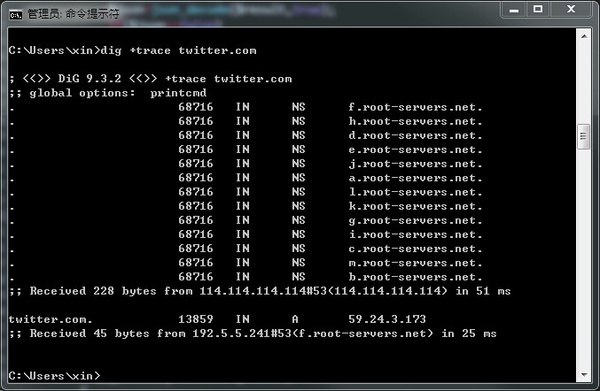 json_decode($result,true);
管理员: 命令提示符
C:\Users\xin>dig +trace twitter.com
; <<>> DiG 9.3.2 <<>> +trace twitter.com
;; global options:  printcmd
.                       68716   IN      NS      f.root-servers.net.
.                       68716   IN      NS      h.root-servers.net.
.                       68716   IN      NS      d.root-servers.net.
.                       68716   IN      NS      e.root-servers.net.
.                       68716   IN      NS      j.root-servers.net.
.                       68716   IN      NS      a.root-servers.net.
.                       68716   IN      NS      l.root-servers.net.
.                       68716   IN      NS      k.root-servers.net.
.                       68716   IN      NS      g.root-servers.net.
.                       68716   IN      NS      i.root-servers.net.
.                       68716   IN      NS      c.root-servers.net.
.                       68716   IN      NS      m.root-servers.net.
.                       68716   IN      NS      b.root-servers.net.
;; Received 228 bytes from 114.114.114.114#53(114.114.114.114) in 51 ms
twitter.com.            13859   IN      A       59.24.3.173
;; Received 45 bytes from 192.5.5.241#53(f.root-servers.net) in 25 ms
C:\Users\xin>